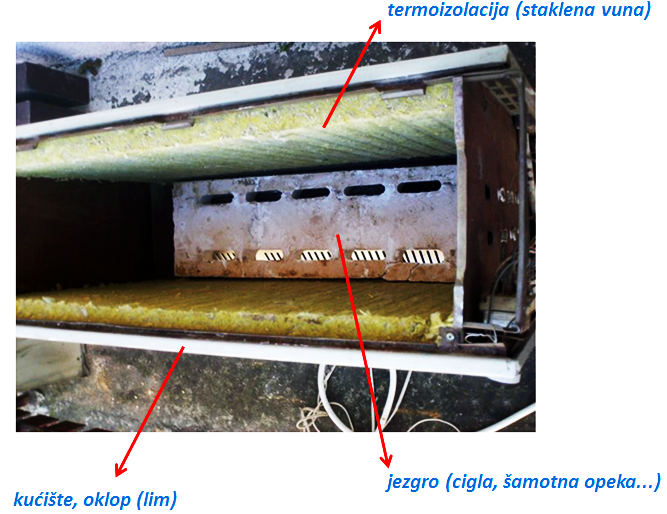 termoizolacija (staklena vuna)
jezgro (cigla, šamotna opeka...)
kućište, oklop (lim)